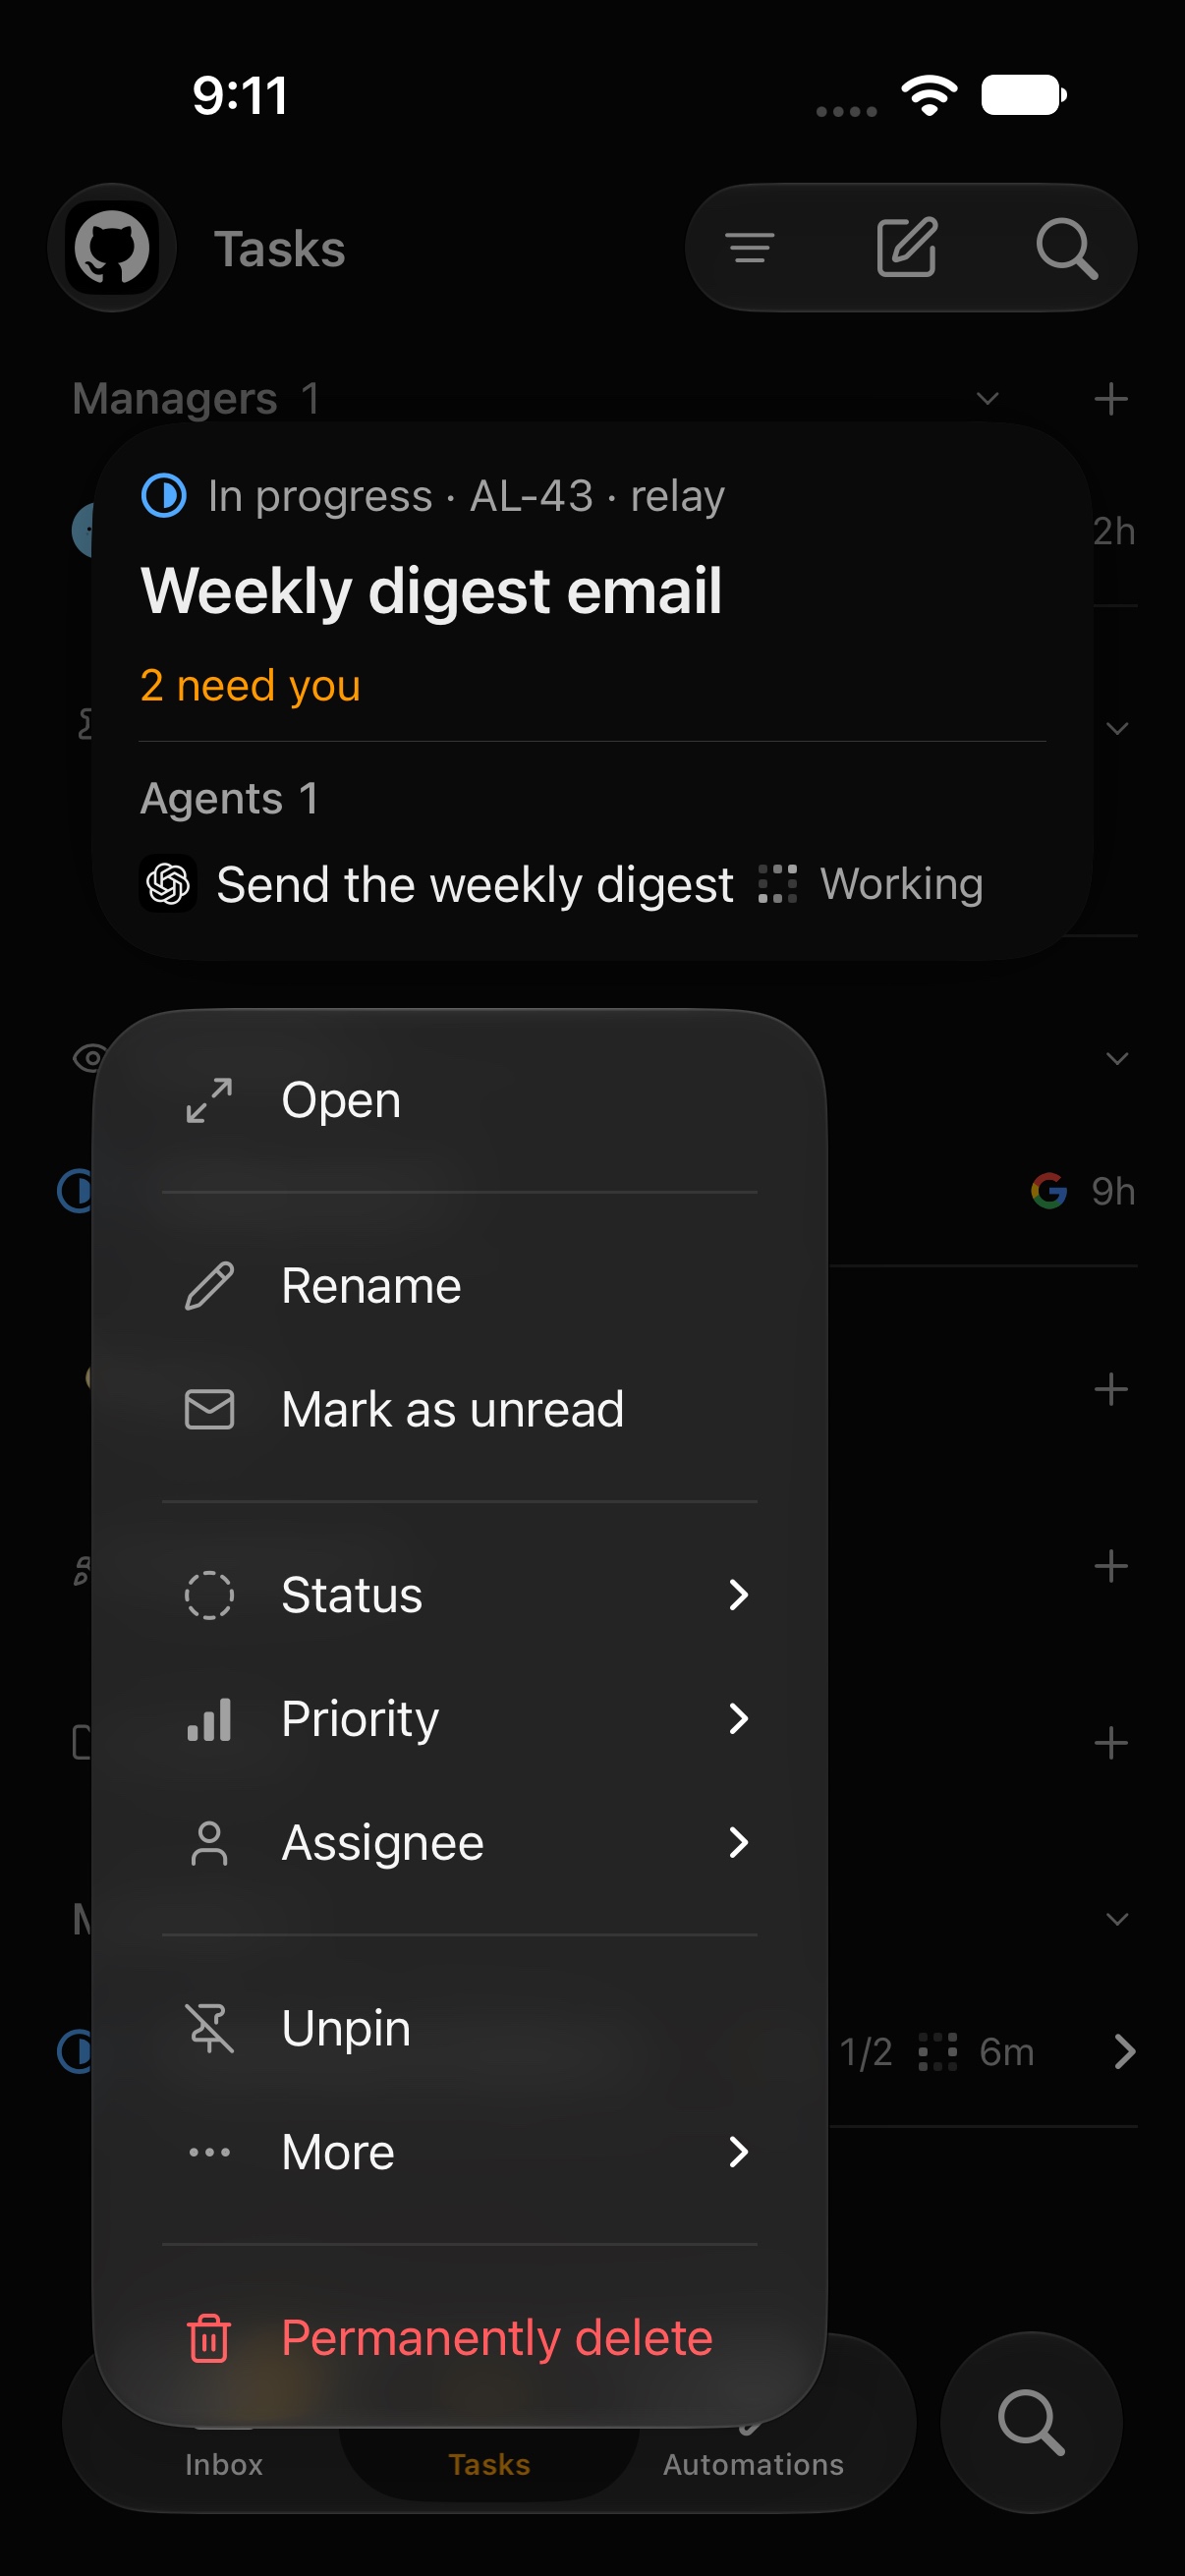 9:11
Tasks
Managers 1
In progress · AL-43 · relay
2h
Weekly digest email
2 need you
Agents 1
Send the weekly digest Working
Open
9h
Rename
Mark as unread
Status
Priority
Assignee
Unpin
1/2 6m
More
Permanently delete
Inbox Tasks Automations